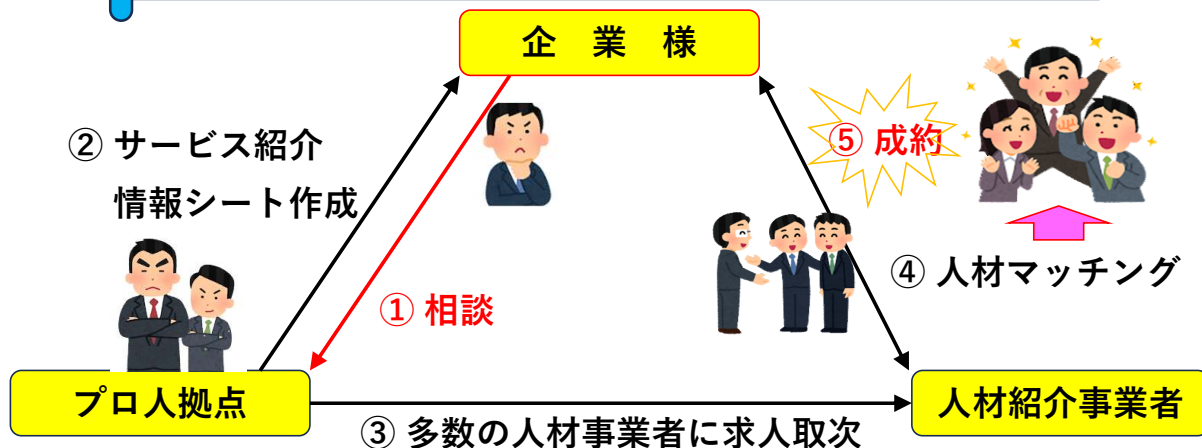 企 業 様
② サービス紹介
情報シート作成
⑤ 成約
① 相談
④ 人材マッチング
プロ人拠点
人材紹介事業者
③ 多数の人材事業者に求人取次